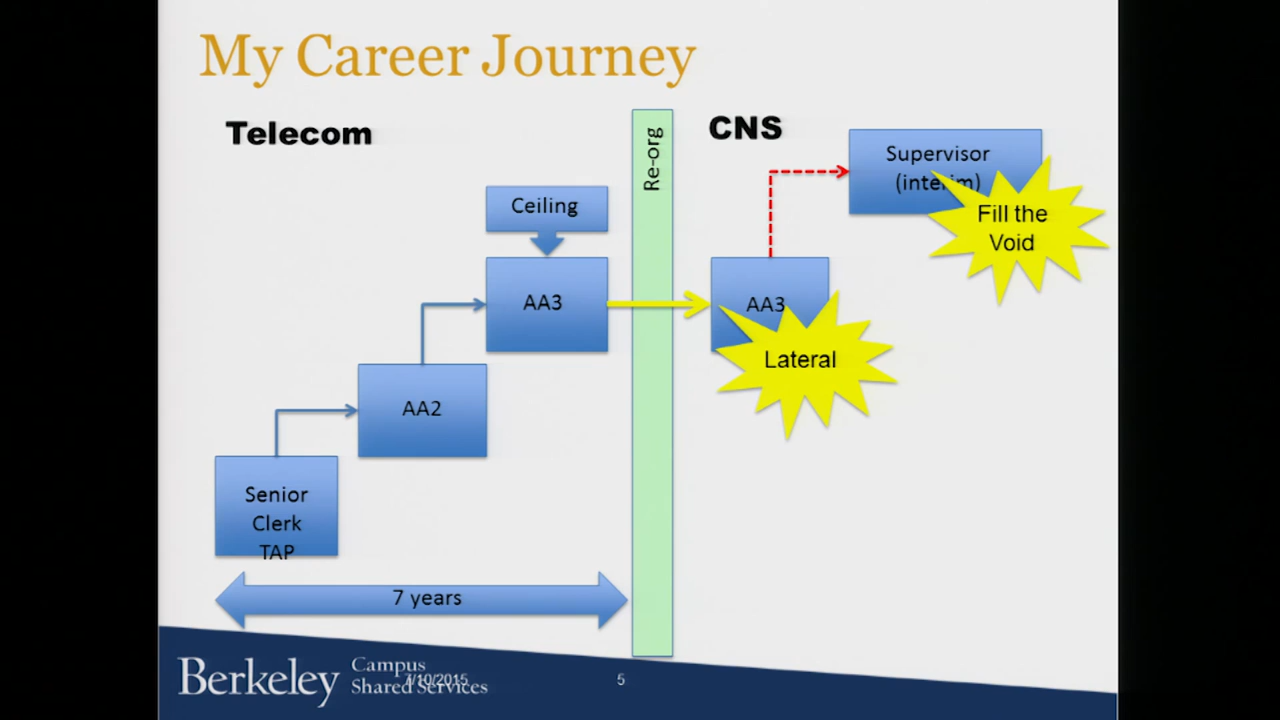 My Career Journey
Telecom
Re-org
CNS
Supervisor
(interim)
Fill the
Void
Ceiling
AA3
AA3
Lateral
AA2
Senior
Clerk
TAP
7 years
Berkeley
Campus
Shared Services
7/10/2015
5